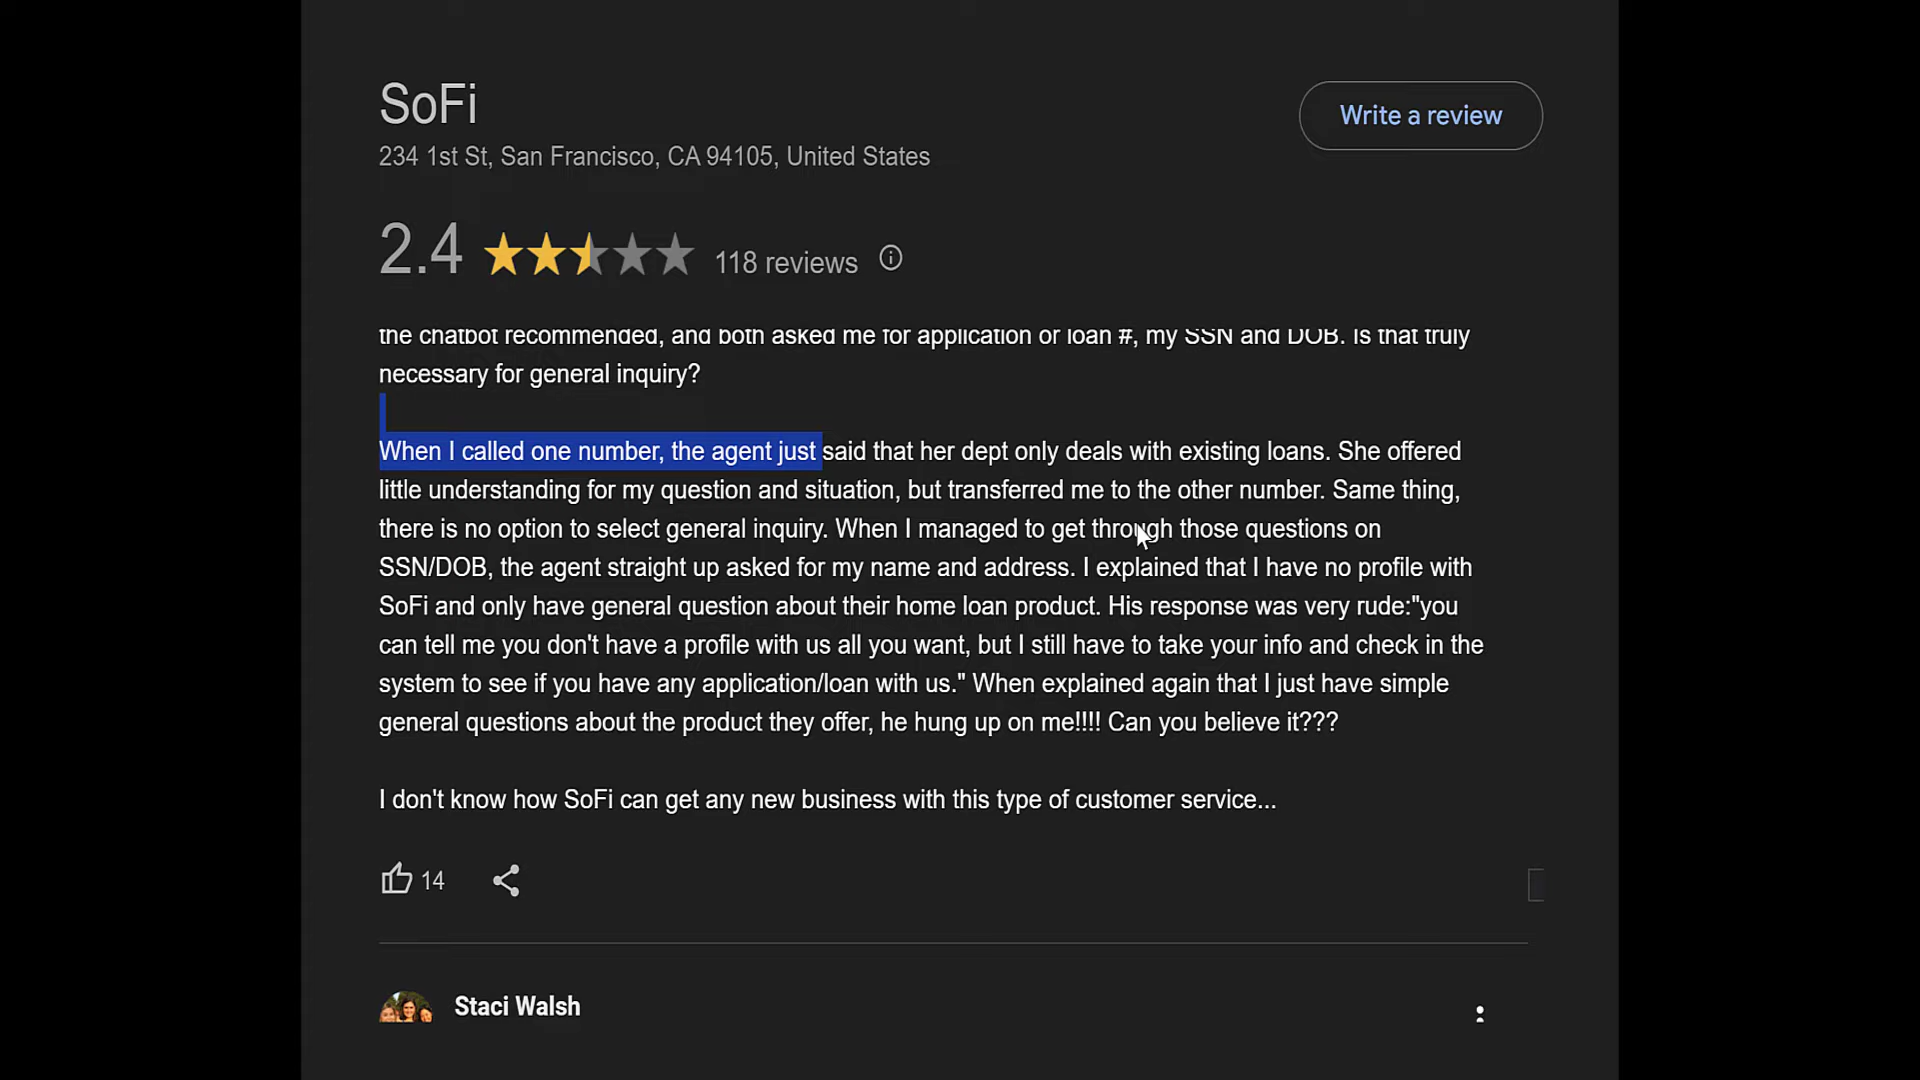 SoFi
Write a review
234 1st St, San Francisco, CA 94105, United States
2.4
118 reviews
the chatbot recommended, and both asked me for application or loan #, my SSN and DOB. Is that truly
necessary for general inquiry?
When I called one number, the agent just said that her dept only deals with existing loans. She offered
little understanding for my question and situation, but transferred me to the other number. Same thing,
there is no option to select general inquiry. When I managed to get through those questions on
SSN/DOB, the agent straight up asked for my name and address. I explained that I have no profile with
SoFi and only have general question about their home loan product. His response was very rude:"you
can tell me you don't have a profile with us all you want, but I still have to take your info and check in the
system to see if you have any application/loan with us." When explained again that I just have simple
general questions about the product they offer, he hung up on me!!!! Can you believe it???
I don't know how SoFi can get any new business with this type of customer service...
14
Staci Walsh